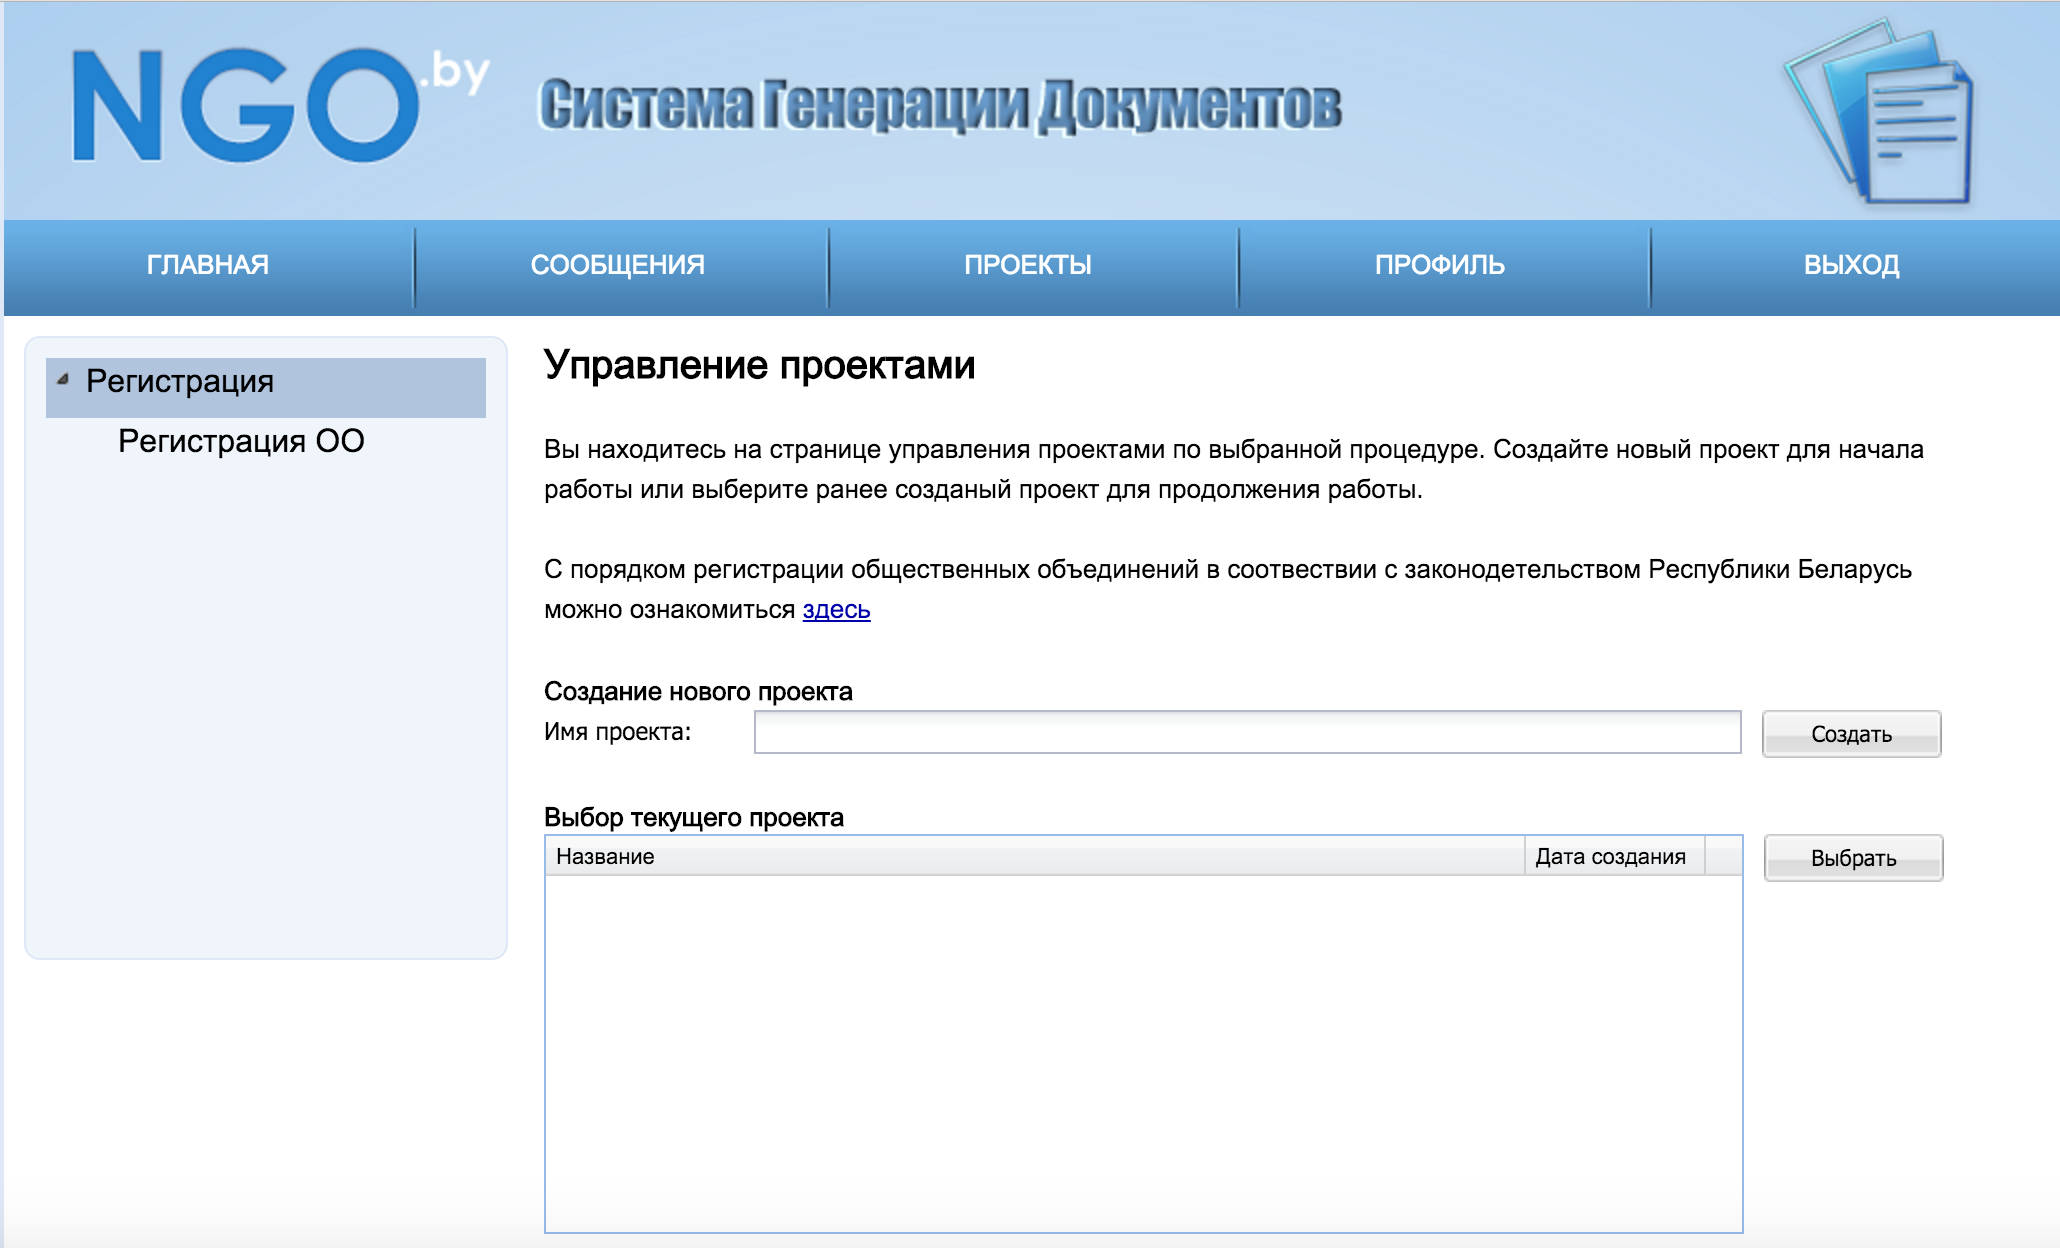 NGO.by
Система Генерации Документов
ГЛАВНАЯ
СООБЩЕНИЯ
ПРОЕКТЫ
ПРОФИЛЬ
ВЫХОД
Регистрация
Регистрация ОО
Управление проектами
Вы находитесь на странице управления проектами по выбранной процедуре. Создайте новый проект для начала
работы или выберите ранее созданый проект для продолжения работы.
С порядком регистрации общественных объединений в соотвествии с законодетельством Республики Беларусь
можно ознакомиться здесь
Создание нового проекта
Имя проекта:
Создать
Выбор текущего проекта
Название
Дата создания
Выбрать